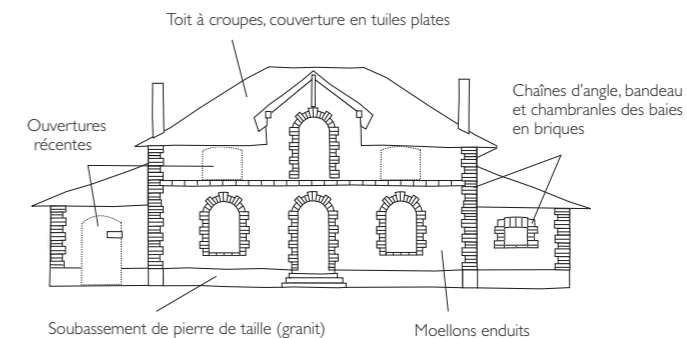 Toit à croupes, couverture en tuiles plates
Chaînes d'angle, bandeau
et chambranles des baies
en briques
Ouvertures
récentes
Soubassement de pierre de taille (granit)
Moellons enduits